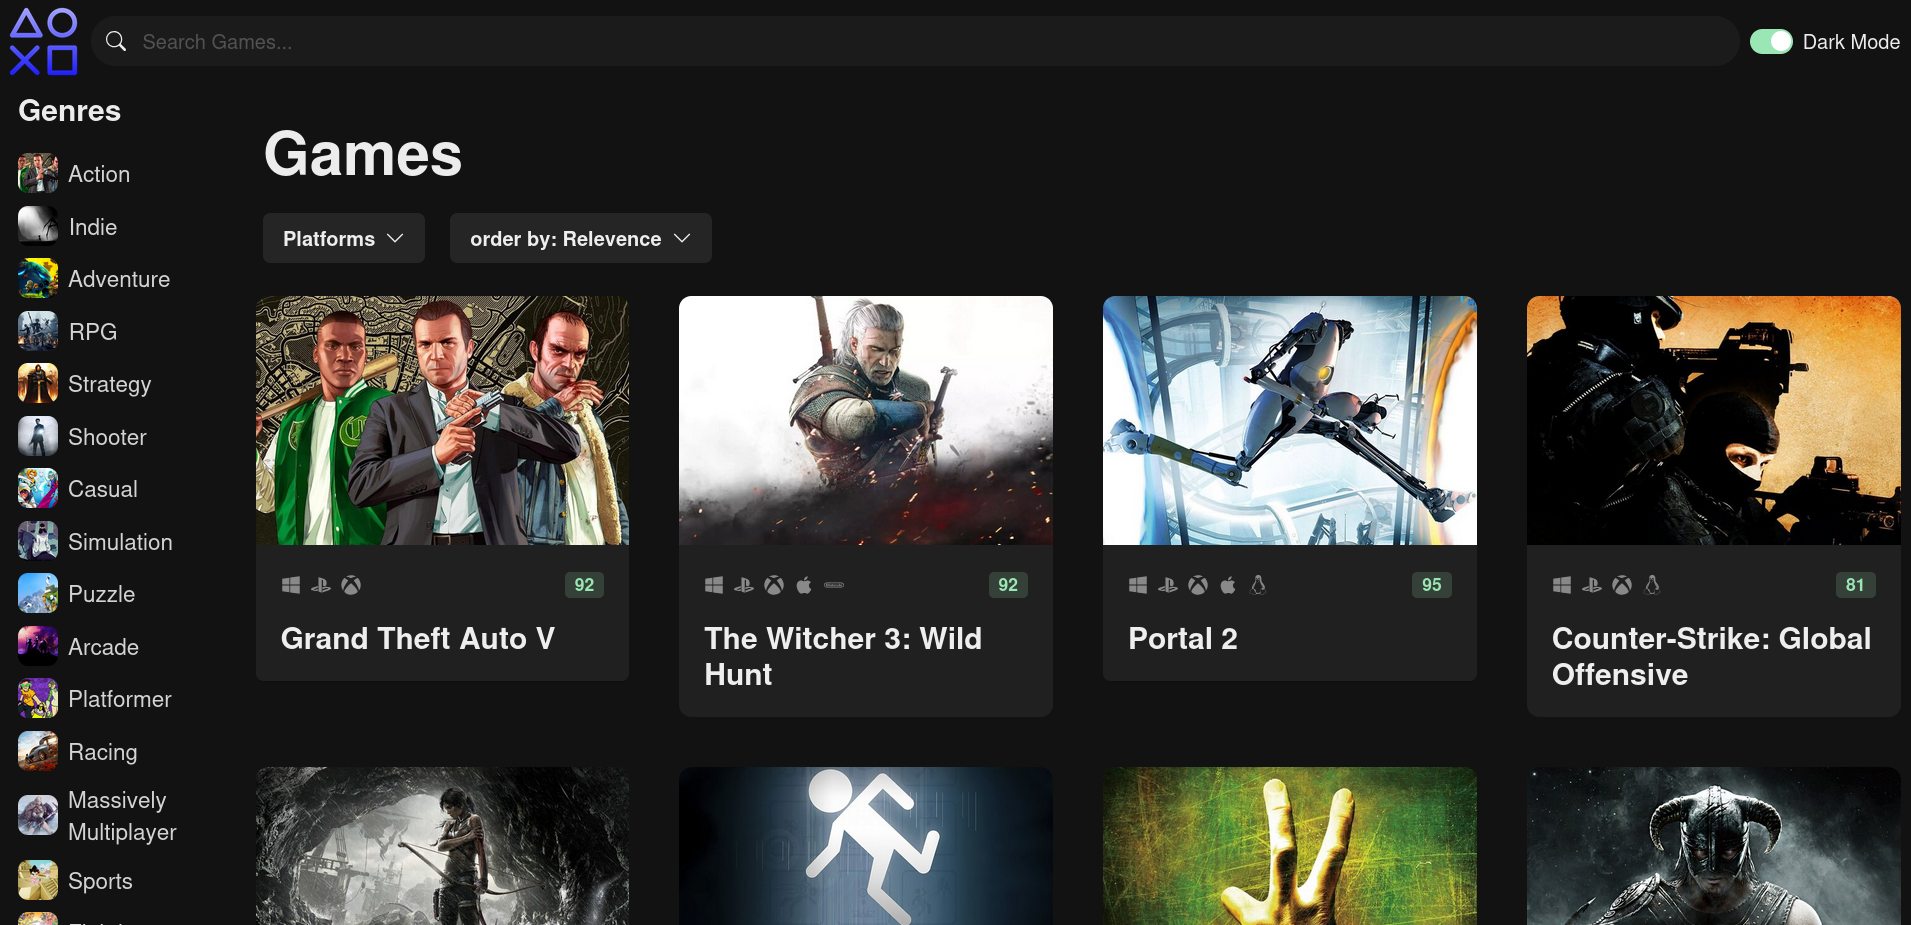 Search Games...
Dark Mode
Genres
Action
Indie
Adventure
RPG
Strategy
Shooter
Casual
Simulation
Puzzle
Arcade
Platformer
Racing
Massively
Multiplayer
Sports
Games
Platforms
order by: Relevence
92
Grand Theft Auto V
92
The Witcher 3: Wild
Hunt
95
Portal 2
81
Counter-Strike: Global
Offensive